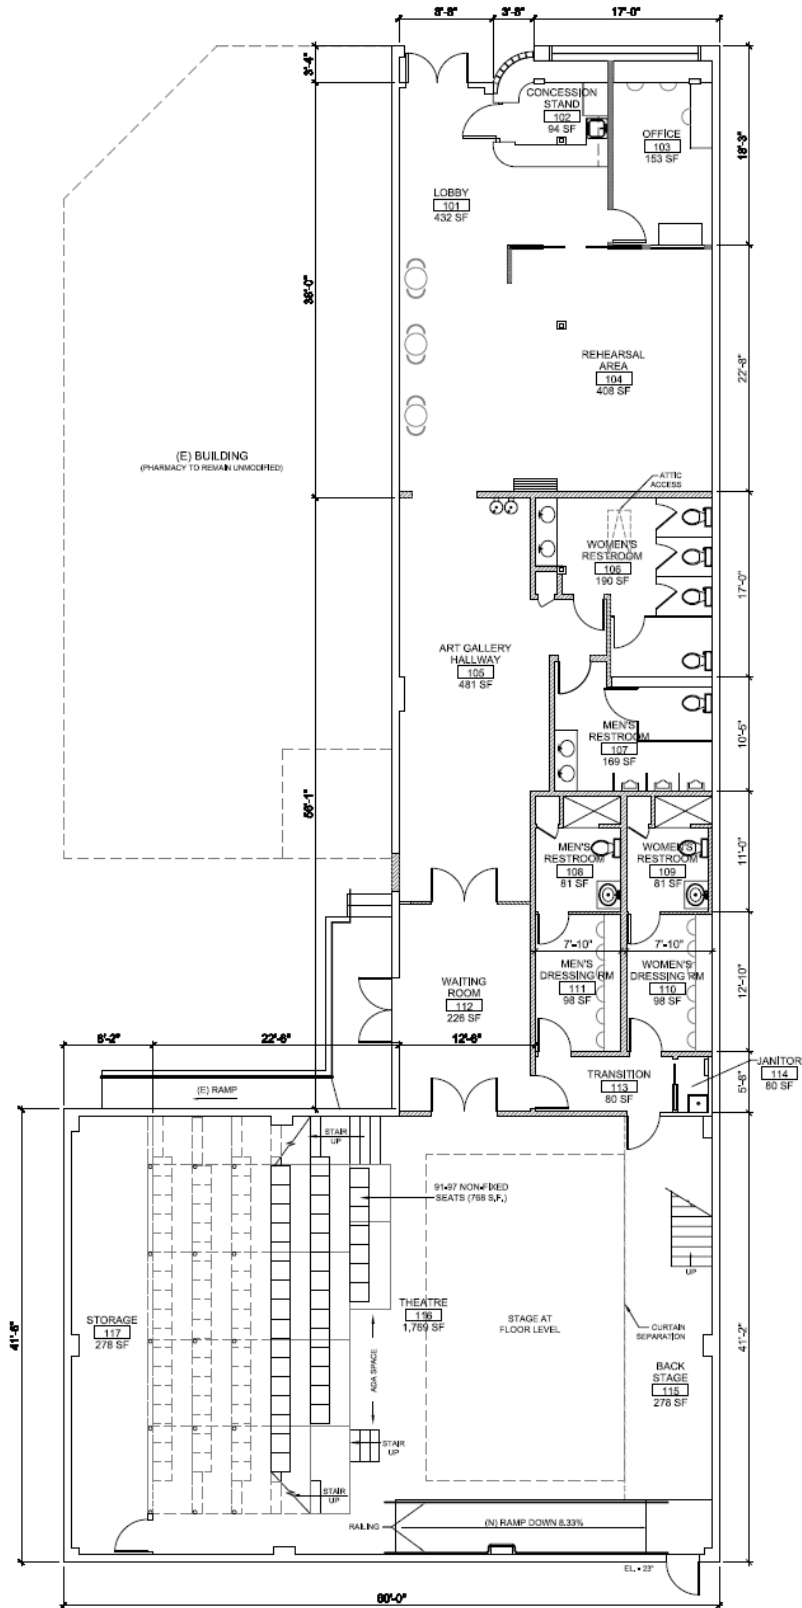 8'-8"
3'-8"
17'-0"
3'-4"
CONCESSION
STAND
102
94 SF
OFFICE
103
153 SF
18'-3"
LOBBY
101
432 SF
38'-0"
REHEARSAL
AREA
104
408 SF
22'-8"
(E) BUILDING
(PHARMACY TO REMAIN UNMODIFIED)
ATTIC
ACCESS
WOMEN'S
RESTROOM
106
190 SF
17'-0"
ART GALLERY
HALLWAY
105
481 SF
MEN'S
RESTROOM
107
169 SF
10'-5"
56'-1"
MEN'S
RESTROOM
108
81 SF
WOMEN'S
RESTROOM
109
81 SF
11'-0"
7'-10"
7'-10"
MEN'S
DRESSING RM
111
98 SF
WOMEN'S
DRESSING RM
110
98 SF
12'-10"
WAITING
ROOM
112
226 SF
8'-2"
22'-6"
12'-6"
TRANSITION
113
80 SF
JANITOR
114
80 SF
5'-8"
(E) RAMP
STAIR
UP
91-97 NON-FIXED
SEATS (768 S.F.)
UP
STORAGE
117
278 SF
THEATRE
116
1,769 SF
STAGE AT
FLOOR LEVEL
CURTAIN
SEPARATION
41'-6"
41'-2"
ADA SPACE
BACK
STAGE
115
278 SF
STAIR
UP
STAIR
UP
RAILING
(N) RAMP DOWN 8.33%
EL. + 23"
60'-0"